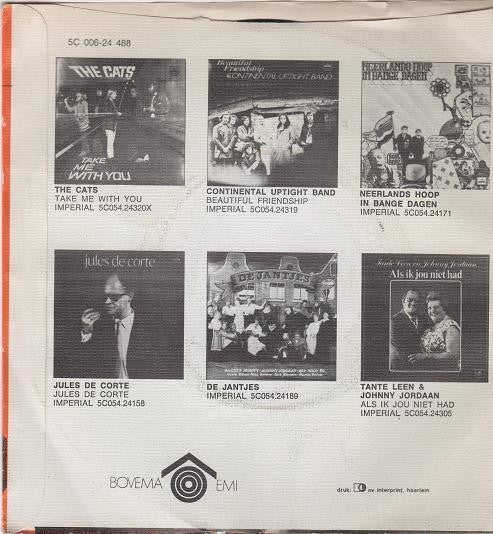 5C 006-24 488
THE CATS
TAKE
ME
WITH YOU
THE CATS
TAKE ME WITH YOU
IMPERIAL 5C054.24320X
Beautiful
Friendship
CONTINENTAL UPTIGHT BAND
CONTINENTAL UPTIGHT BAND
BEAUTIFUL FRIENDSHIP
IMPERIAL 5C054.24319
NEERLANDS HOOP
IN BANGE DAGEN
NEERLANDS HOOP
IN BANGE DAGEN
IMPERIAL 5C054.24171
jules de corte
JULES DE CORTE
JULES DE CORTE
IMPERIAL 5C054.24158
DE JANTJES
DE JANTJES
IMPERIAL 5C054.24189
Tante Leen en Johnny Jordaan
Als ik jou niet had
TANTE LEEN &
JOHNNY JORDAAN
ALS IK JOU NIET HAD
IMPERIAL 5C054.24305
BOVEMA EMI
druk: nv interprint, haarlem